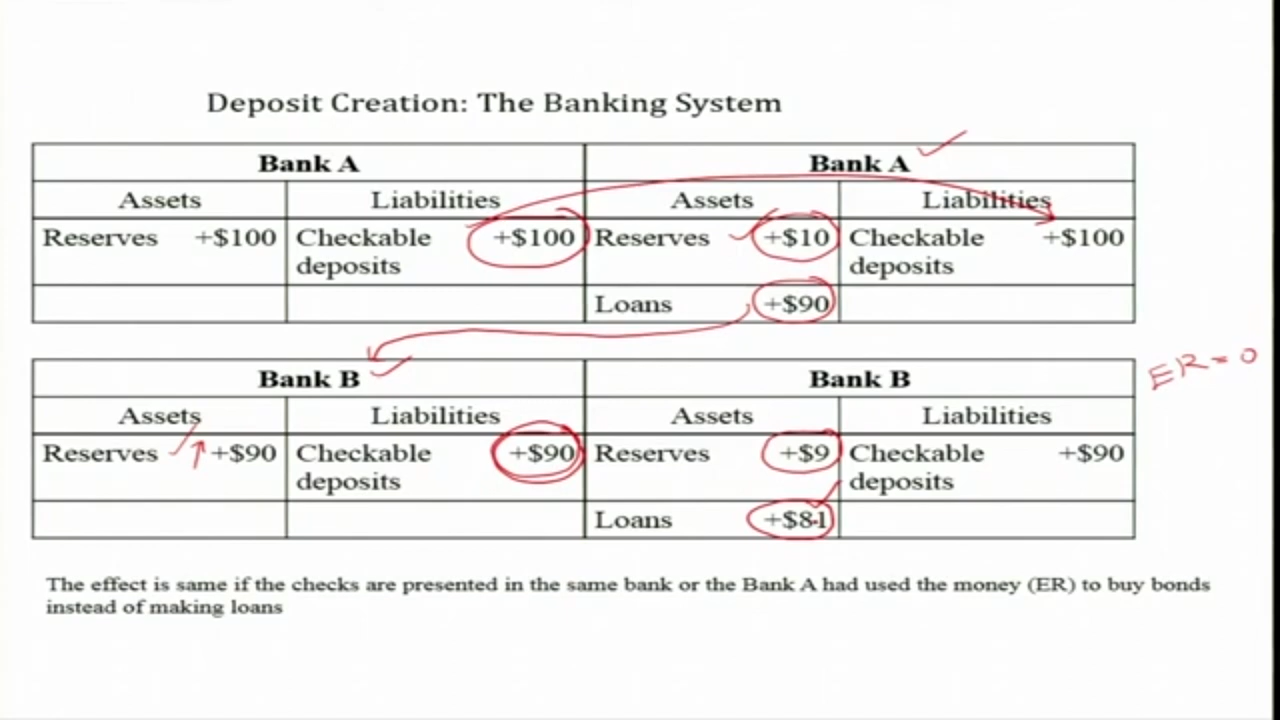 Deposit Creation: The Banking System
Bank A Bank A
Assets Liabilities Assets Liabilities
Reserves +$100 Checkable deposits +$100 Reserves +$10 Checkable deposits +$100
Loans +$90
Bank B Bank B
ER = 0
Assets Liabilities Assets Liabilities
Reserves +$90 Checkable deposits +$90 Reserves +$9 Checkable deposits +$90
Loans +$81
The effect is same if the checks are presented in the same bank or the Bank A had used the money (ER) to buy bonds
instead of making loans